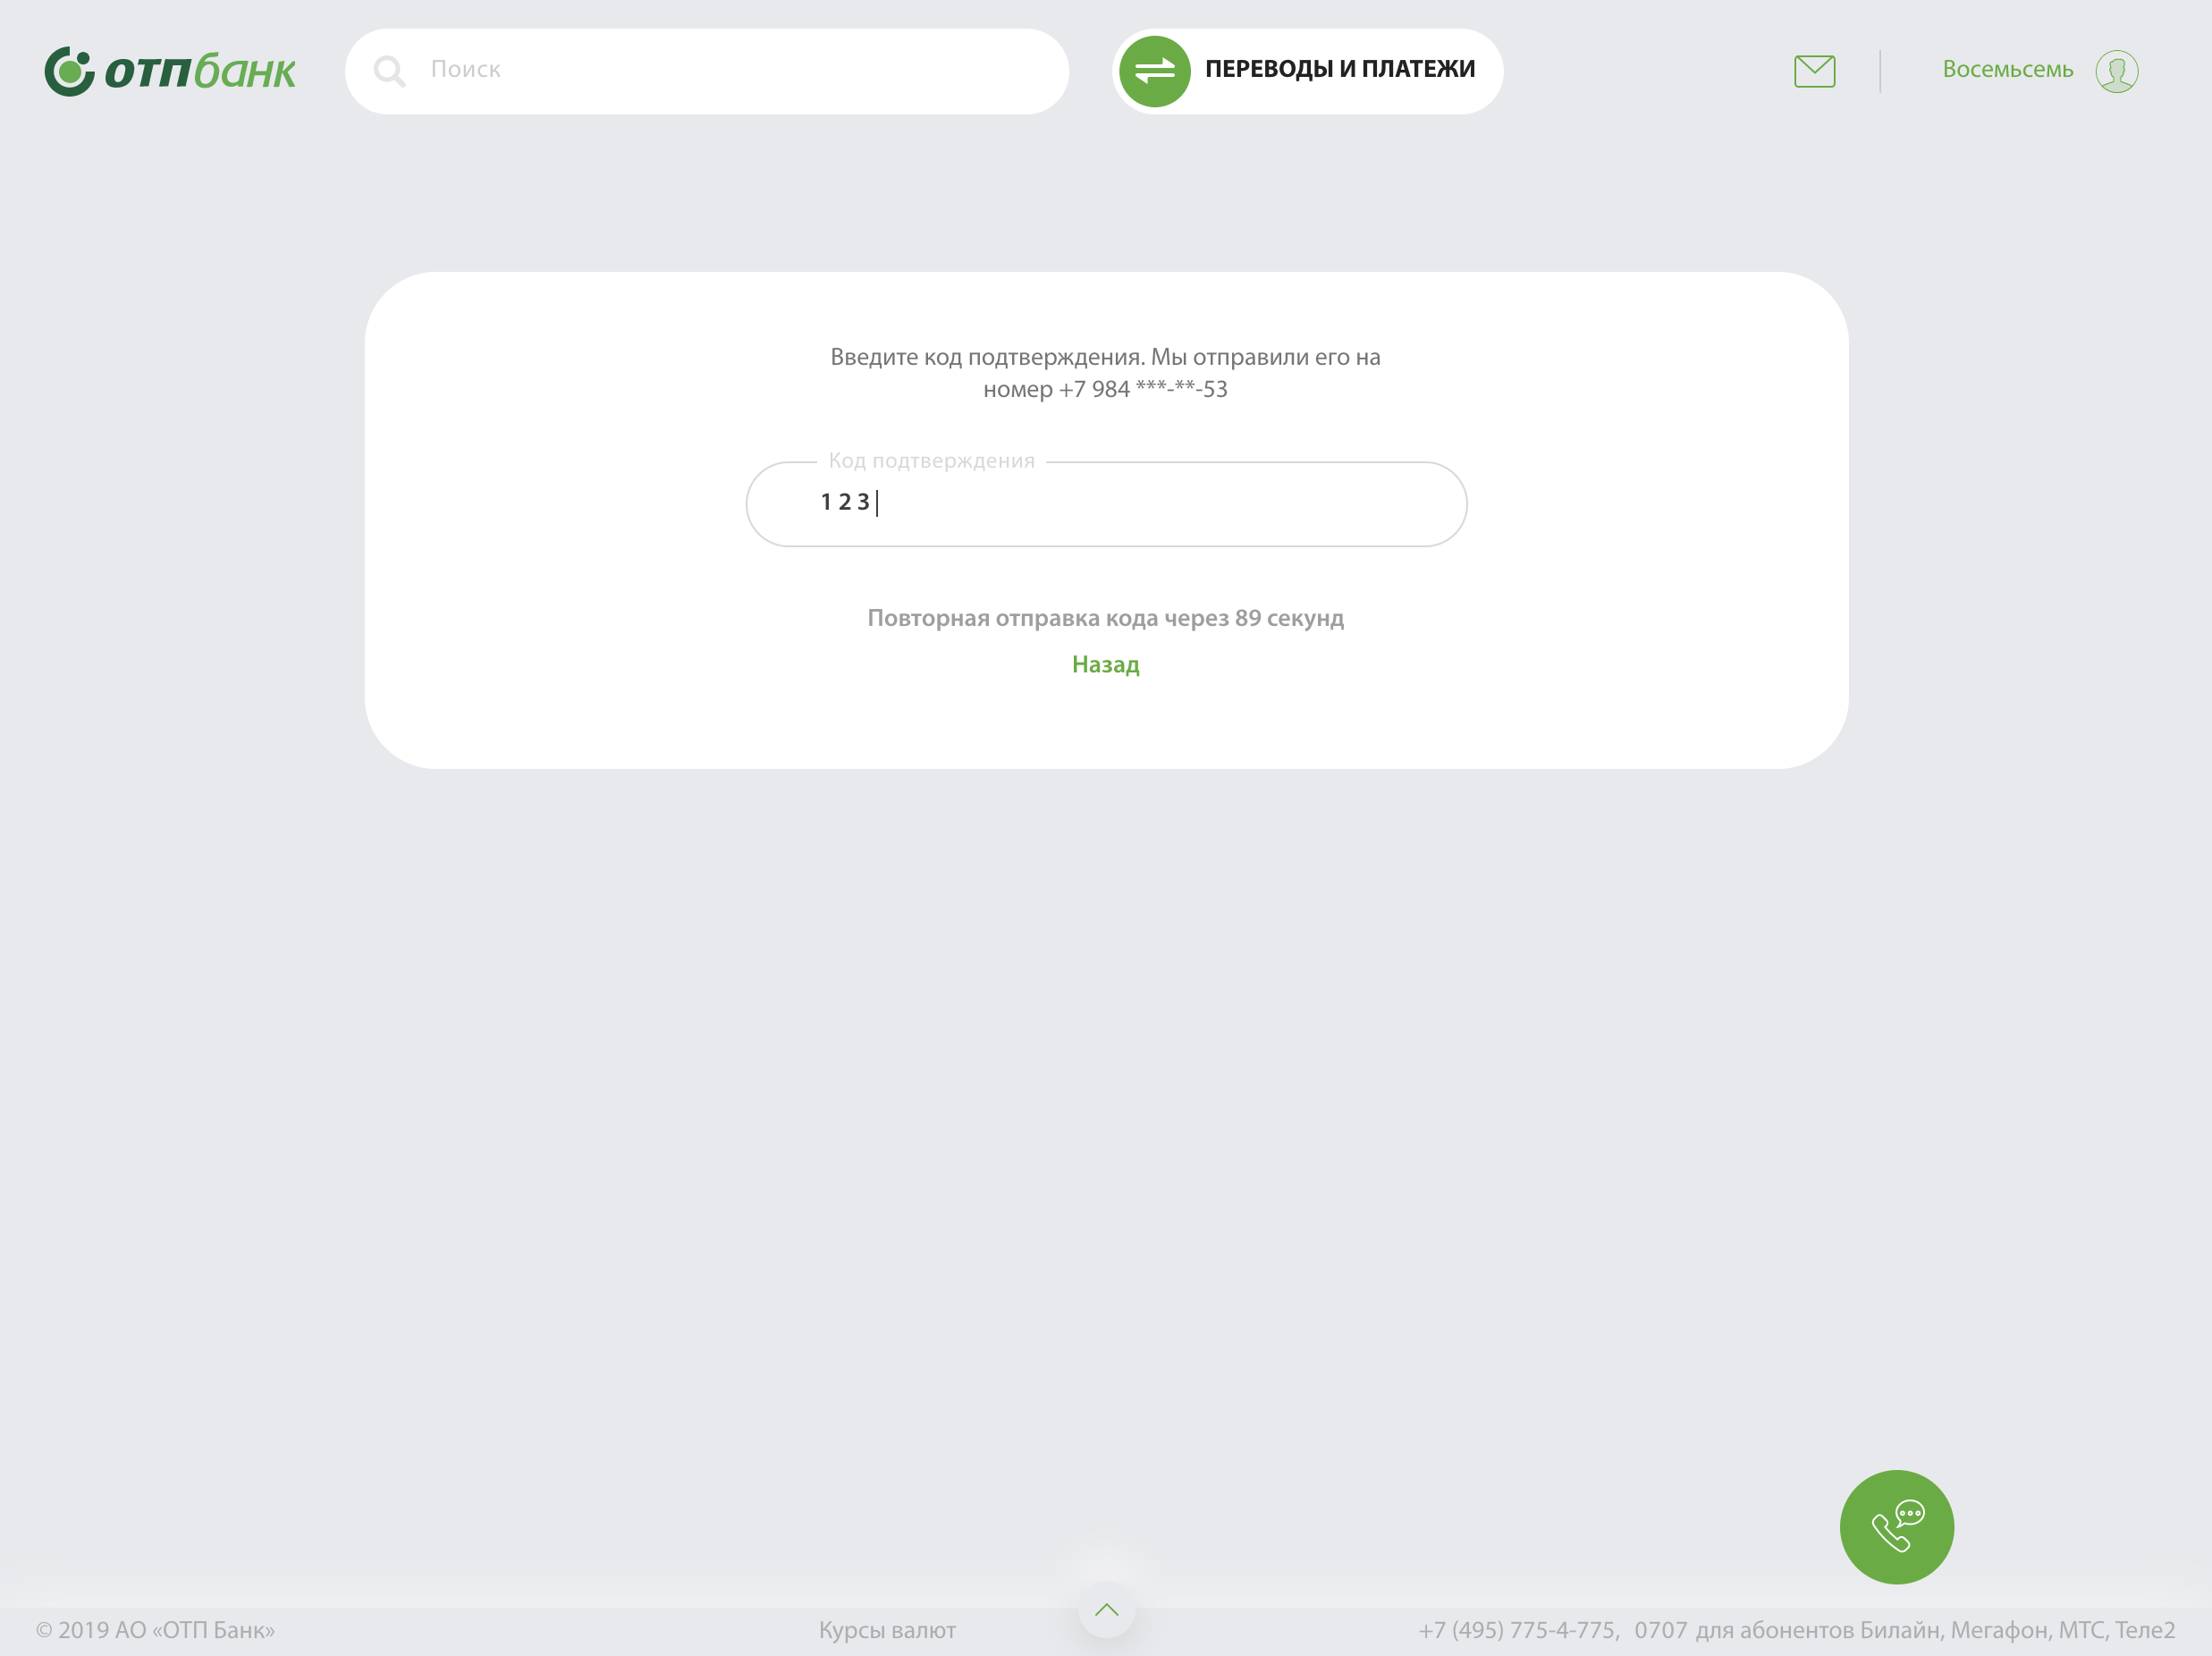 отпбанк
Поиск
ПЕРЕВОДЫ И ПЛАТЕЖИ
Восемьсемь
Введите код подтверждения. Мы отправили его на
номер +7 984 ***-**-53
Код подтверждения
1 2 3
Повторная отправка кода через 89 секунд
Назад
© 2019 АО «ОТП Банк»
Курсы валют
+7 (495) 775-4-775, 0707 для абонентов Билайн, Мегафон, МТС, Теле2